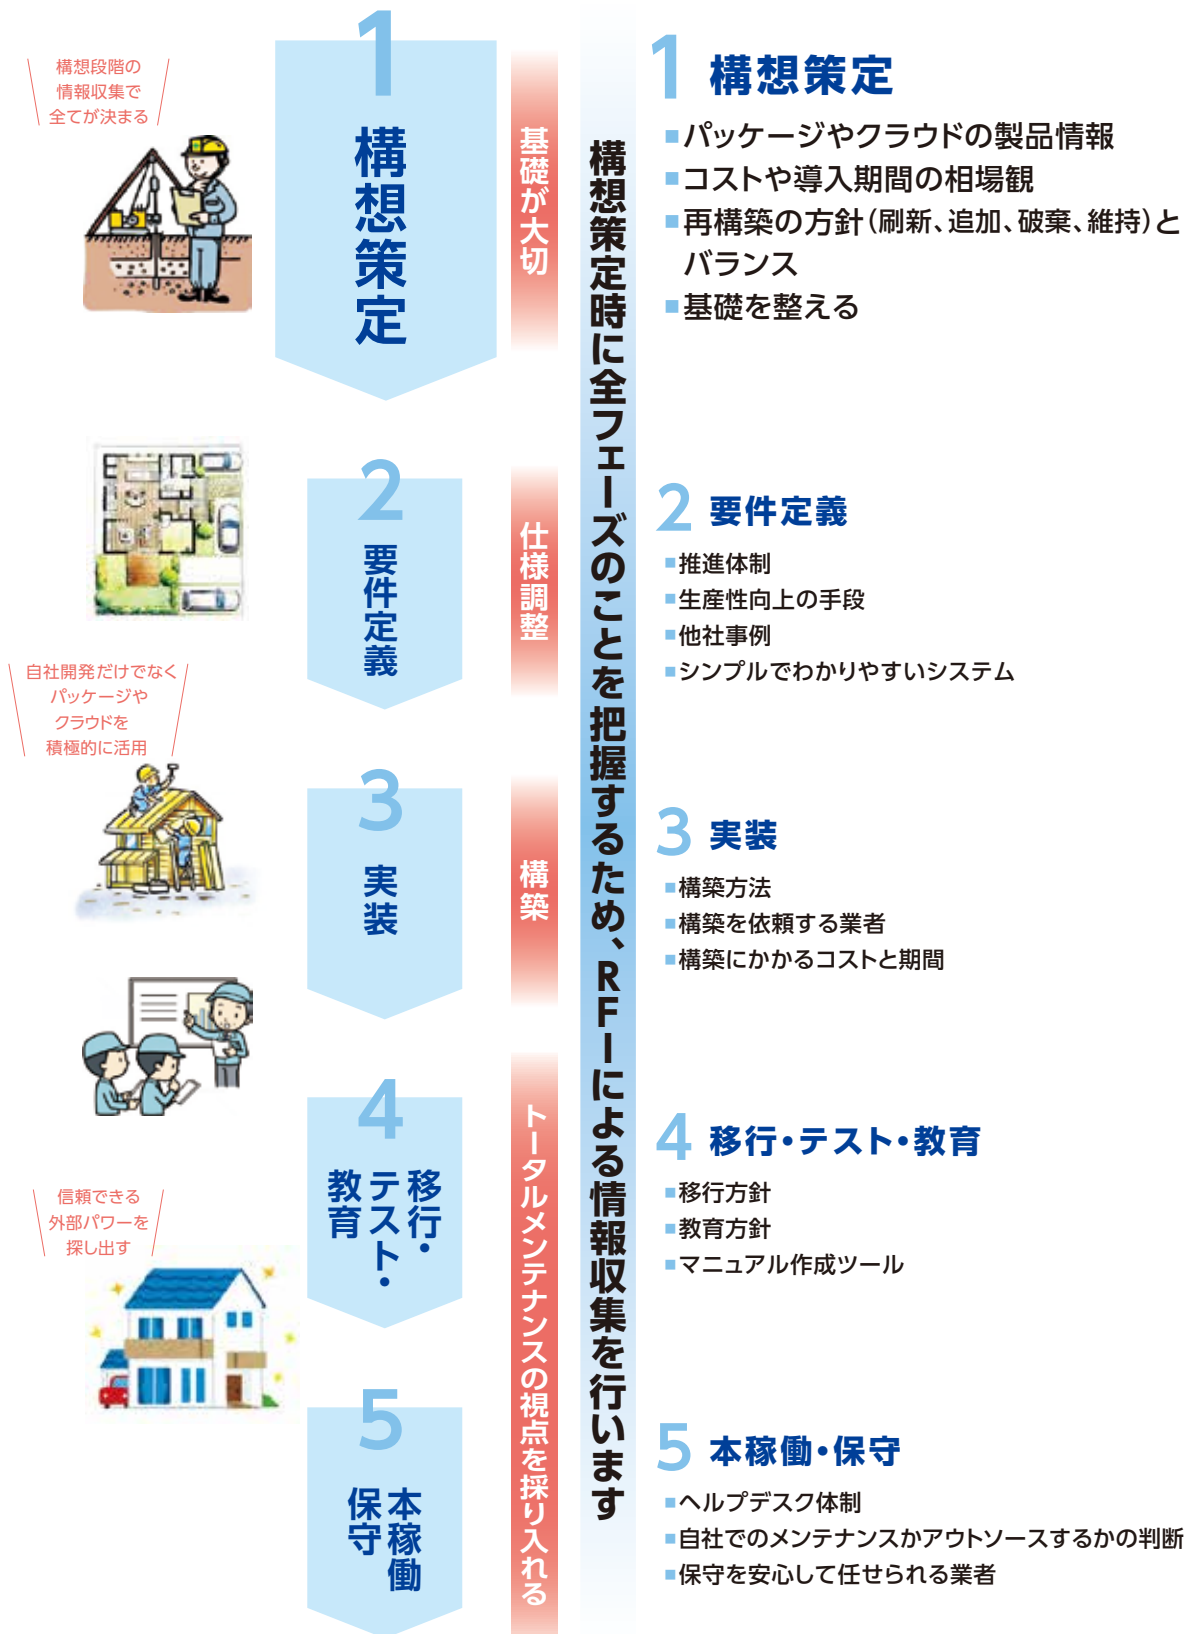 構想段階の
情報収集で
全てが決まる
1
構想策定
基礎が大切
2
要件定義
仕様調整
自社開発だけでなく
パッケージや
クラウドを
積極的に活用
3
実装
構築
4
移行・
テスト・
教育
信頼できる
外部パワーを
探し出す
5
本稼働
保守
トータルメンテナンスの視点を採り入れる
構想策定時に全フェーズのことを把握するため、RFIによる情報収集を行います
1 構想策定
■パッケージやクラウドの製品情報
■コストや導入期間の相場観
■再構築の方針(刷新、追加、破棄、維持)と
バランス
■基礎を整える
2 要件定義
■推進体制
■生産性向上の手段
■他社事例
■シンプルでわかりやすいシステム
3 実装
■構築方法
■構築を依頼する業者
■構築にかかるコストと期間
4 移行・テスト・教育
■移行方針
■教育方針
■マニュアル作成ツール
5 本稼働・保守
■ヘルプデスク体制
■自社でのメンテナンスかアウトソースするかの判断
■保守を安心して任せられる業者